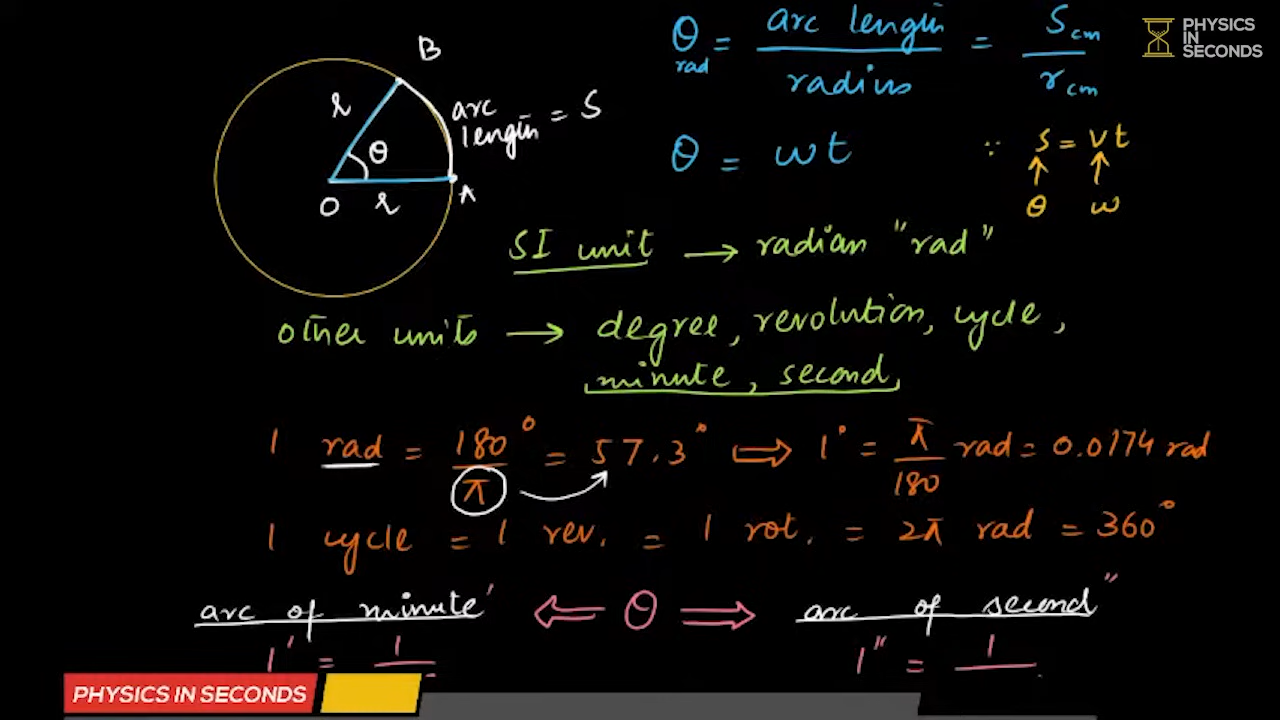 PHYSICS
IN
SECONDS
B
r
arc
length = S
θ
O
r
A
θ rad = arc length / radius = S cm / r cm
θ = ωt
∵ s = vt
↑ ↑
θ ω
SI unit → radian "rad"
other units → degree, revolution, cycle,
minute, second,
1 rad = 180° / π = 57.3° ⇒ 1° = π / 180 rad = 0.0174 rad
1 cycle = 1 rev. = 1 rot. = 2π rad = 360°
arc of minute' ⇐ θ ⇒ arc of second"
1' = 1
1" = 1
PHYSICS IN SECONDS